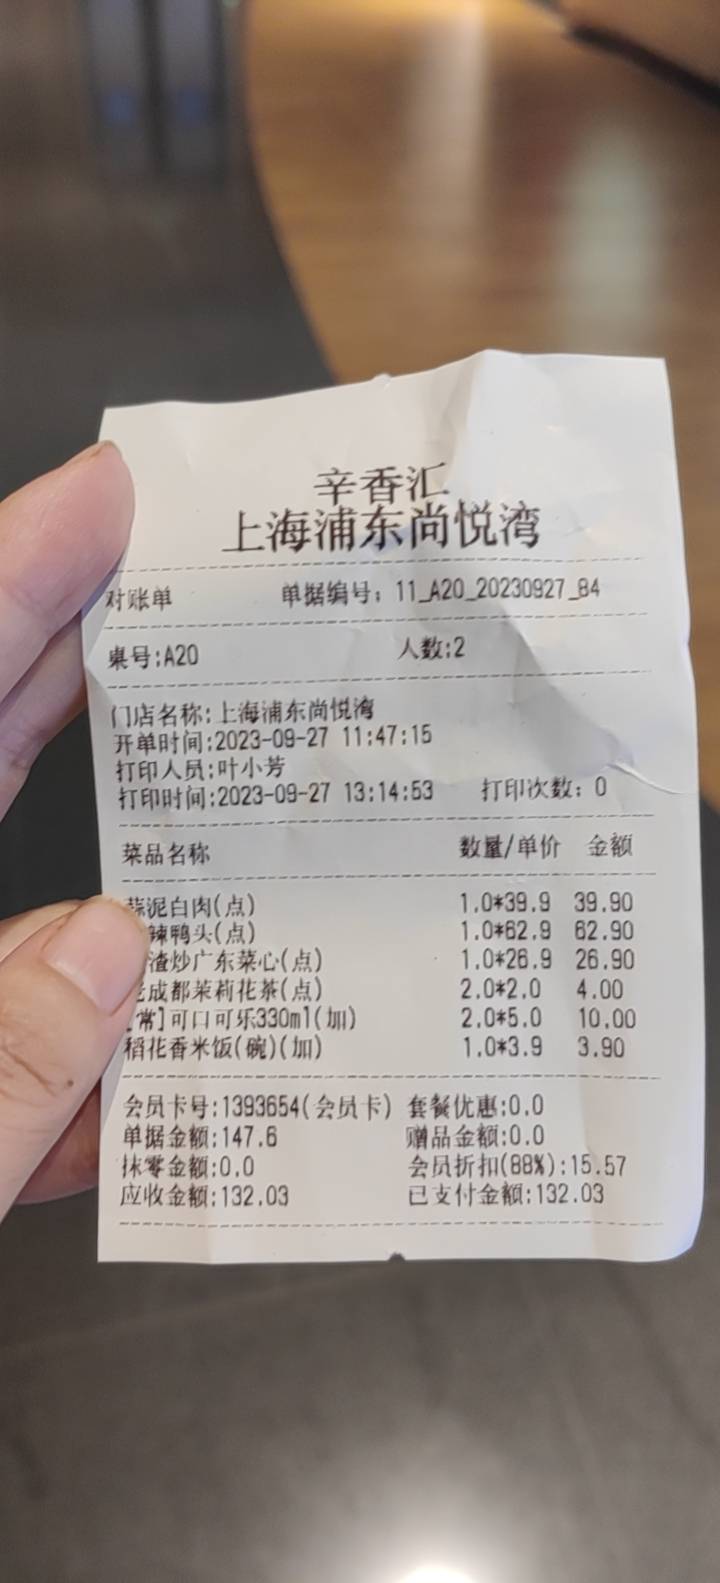 辛香汇
上海浦东尚悦湾
对账单 单据编号：11_A20_20230927_84
桌号:A20 人数:2
门店名称:上海浦东尚悦湾
开单时间:2023-09-27 11:47:15
打印人员:叶小芳
打印时间:2023-09-27 13:14:53 打印次数：0
菜品名称 数量/单价 金额
蒜泥白肉(点) 1.0*39.9 39.90
辣鸭头(点) 1.0*62.9 62.90
渣炒广东菜心(点) 1.0*26.9 26.90
成都茉莉花茶(点) 2.0*2.0 4.00
[常]可口可乐330ml(加) 2.0*5.0 10.00
稻花香米饭(碗)(加) 1.0*3.9 3.90
会员卡号:1393654(会员卡) 套餐优惠:0.0
单据金额:147.6 赠品金额:0.0
抹零金额:0.0 会员折扣(88%):15.57
应收金额:132.03 已支付金额:132.03